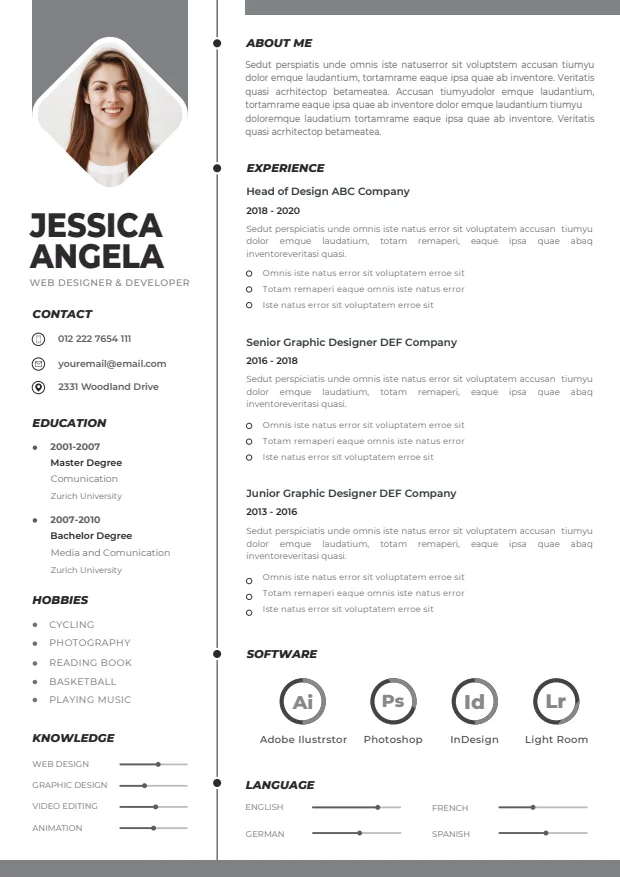 JESSICA
ANGELA
WEB DESIGNER & DEVELOPER
CONTACT
012 222 7654 111
youremail@email.com
2331 Woodland Drive
EDUCATION
2001-2007
Master Degree
Comunication
Zurich University
2007-2010
Bachelor Degree
Media and Comunication
Zurich University
HOBBIES
CYCLING
PHOTOGRAPHY
READING BOOK
BASKETBALL
PLAYING MUSIC
KNOWLEDGE
WEB DESIGN
GRAPHIC DESIGN
VIDEO EDITING
ANIMATION
ABOUT ME
Sedut perspiatis unde omnis iste natuserror sit voluptstem accusan tiumyu
dolor emque laudantium, tortamrame eaque ipsa quae ab inventore. Veritatis
quasi acrhitectop betameatea. Accusan tiumyudolor emque laudantium,
tortamrame eaque ipsa quae ab inventore dolor emque laudantium tiumyu
doloremque laudatium tortamrame eaque ipsa quae ab inventore. Veritatis
quasi acrhitectop betameatea.
EXPERIENCE
Head of Design ABC Company
2018 - 2020
Sedut perspiciatis unde omnis iste natus error sit voluptatem accusan tiumyu
dolor emque laudatium, totam remaperi, eaque ipsa quae abaq
inventoreveritasi quasi.
Omnis iste natus error sit voluptatem erroe sit
Totam remaperi eaque omnis iste natus error
Iste natus error sit voluptatem erroe sit
Senior Graphic Designer DEF Company
2016 - 2018
Sedut perspiciatis unde omnis iste natus error sit voluptatem accusan tiumyu
dolor emque laudatium, totam remaperi, eaque ipsa quae abaq
inventoreveritasi quasi.
Omnis iste natus error sit voluptatem erroe sit
Totam remaperi eaque omnis iste natus error
Iste natus error sit voluptatem erroe sit
Junior Graphic Designer DEF Company
2013 - 2016
Sedut perspiciatis unde omnis iste natus error sit voluptatem accusan tiumyu
dolor emque laudatium, totam remaperi, eaque ipsa quae abaq
inventoreveritasi quasi.
Omnis iste natus error sit voluptatem erroe sit
Totam remaperi eaque omnis iste natus error
Iste natus error sit voluptatem erroe sit
SOFTWARE
Ai Ps Id Lr
Adobe Ilustrstor Photoshop InDesign Light Room
LANGUAGE
ENGLISH FRENCH
GERMAN SPANISH